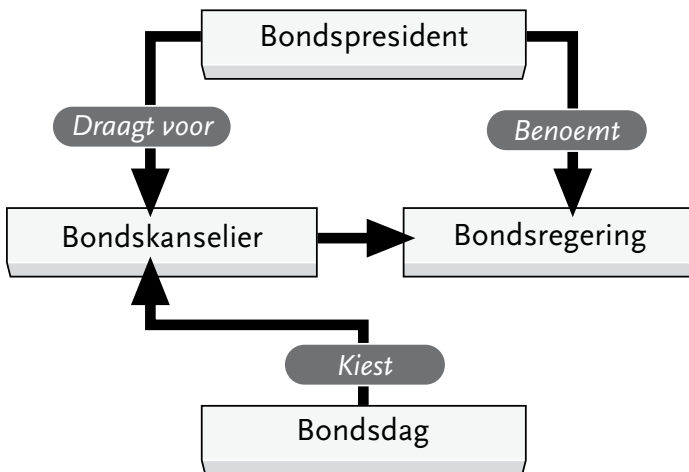 Bondspresident
Draagt voor
Benoemt
Bondskanselier
Bondsregering
Kiest
Bondsdag